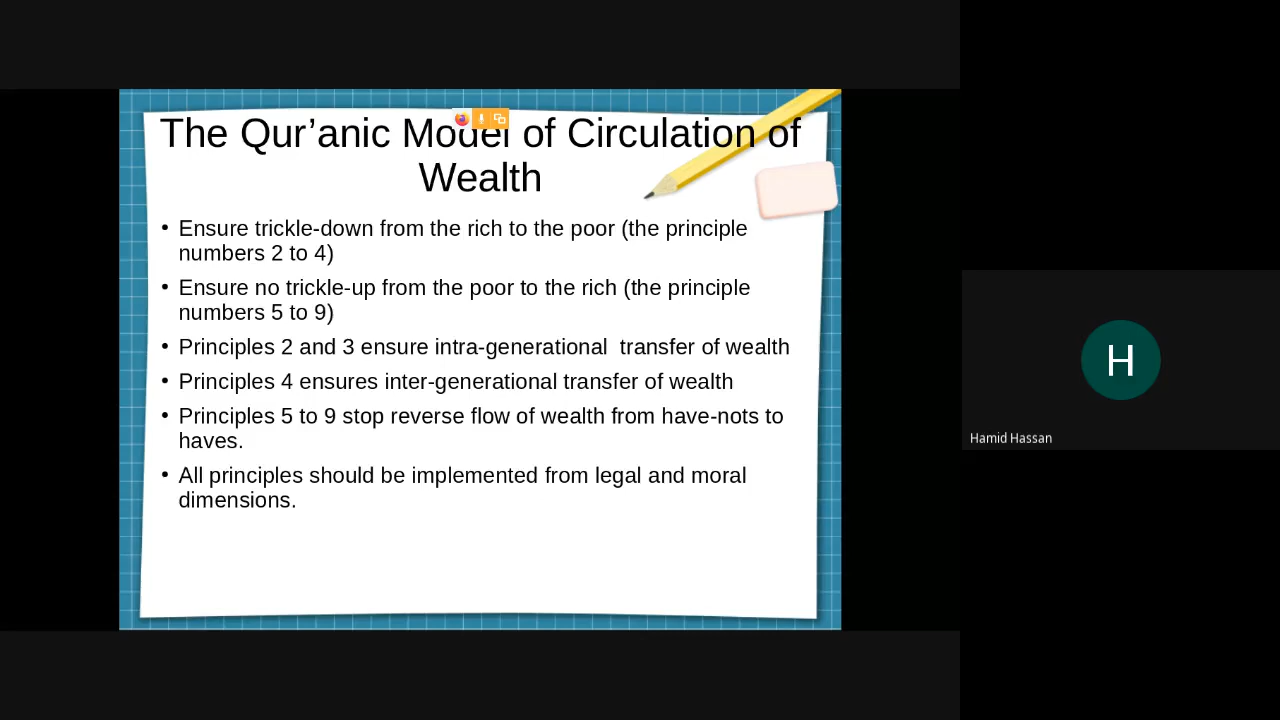 The Qur’anic Model of Circulation of
Wealth
• Ensure trickle-down from the rich to the poor (the principle
numbers 2 to 4)
• Ensure no trickle-up from the poor to the rich (the principle
numbers 5 to 9)
• Principles 2 and 3 ensure intra-generational  transfer of wealth
• Principles 4 ensures inter-generational transfer of wealth
• Principles 5 to 9 stop reverse flow of wealth from have-nots to
haves.
• All principles should be implemented from legal and moral
dimensions.
H
Hamid Hassan